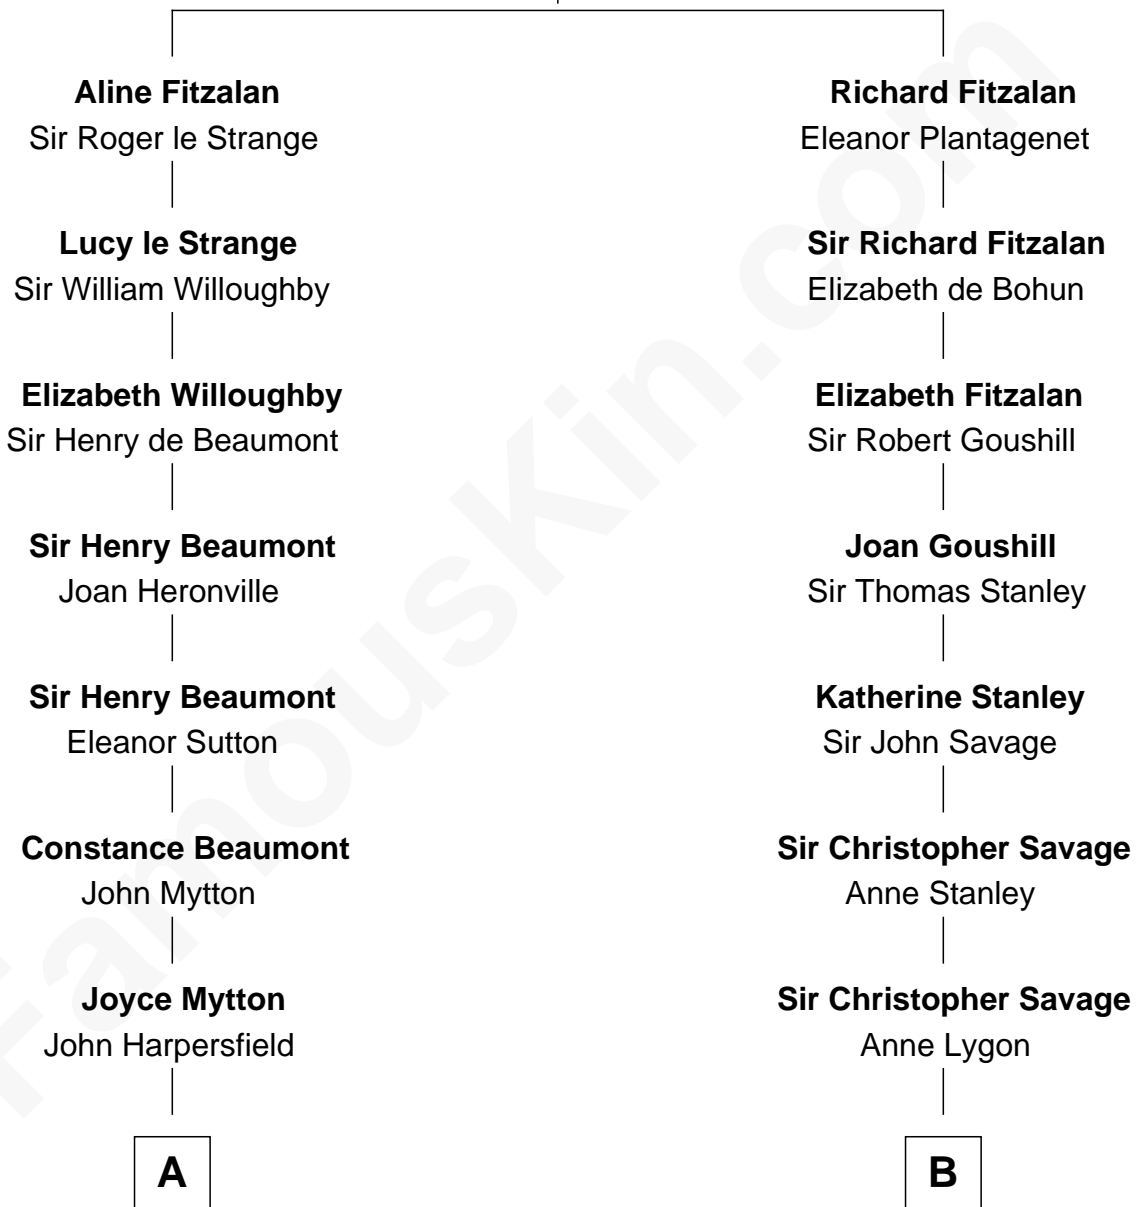 Aline Fitzalan
Sir Roger le Strange
Richard Fitzalan
Eleanor Plantagenet
Lucy le Strange
Sir William Willoughby
Sir Richard Fitzalan
Elizabeth de Bohun
Elizabeth Willoughby
Sir Henry de Beaumont
Elizabeth Fitzalan
Sir Robert Goushill
Sir Henry Beaumont
Joan Heronville
Joan Goushill
Sir Thomas Stanley
Sir Henry Beaumont
Eleanor Sutton
Katherine Stanley
Sir John Savage
Constance Beaumont
John Mytton
Sir Christopher Savage
Anne Stanley
Joyce Mytton
John Harpersfield
Sir Christopher Savage
Anne Lygon
A
B
FamousKin.com